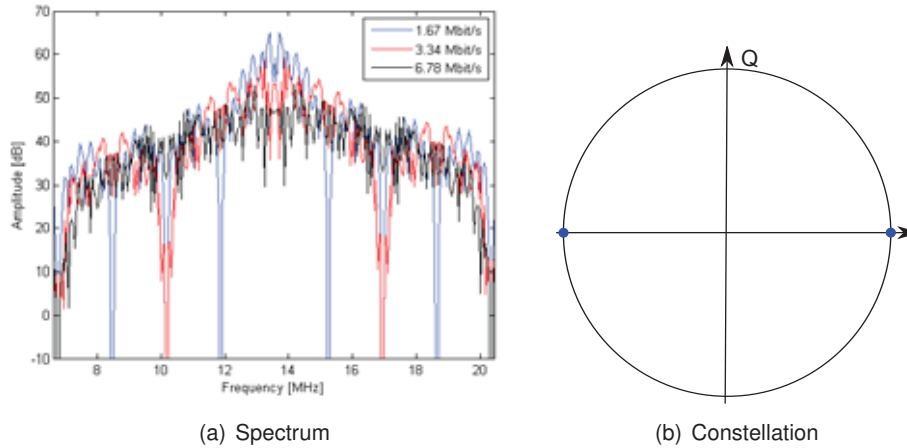 70
60
50
40
30
20
10
0
-10
Amplitude [dB]
1.67 Mbit/s
3.34 Mbit/s
6.78 Mbit/s
8 10 12 14 16 18 20
Frequency [MHz]
(a) Spectrum
Q
(b) Constellation